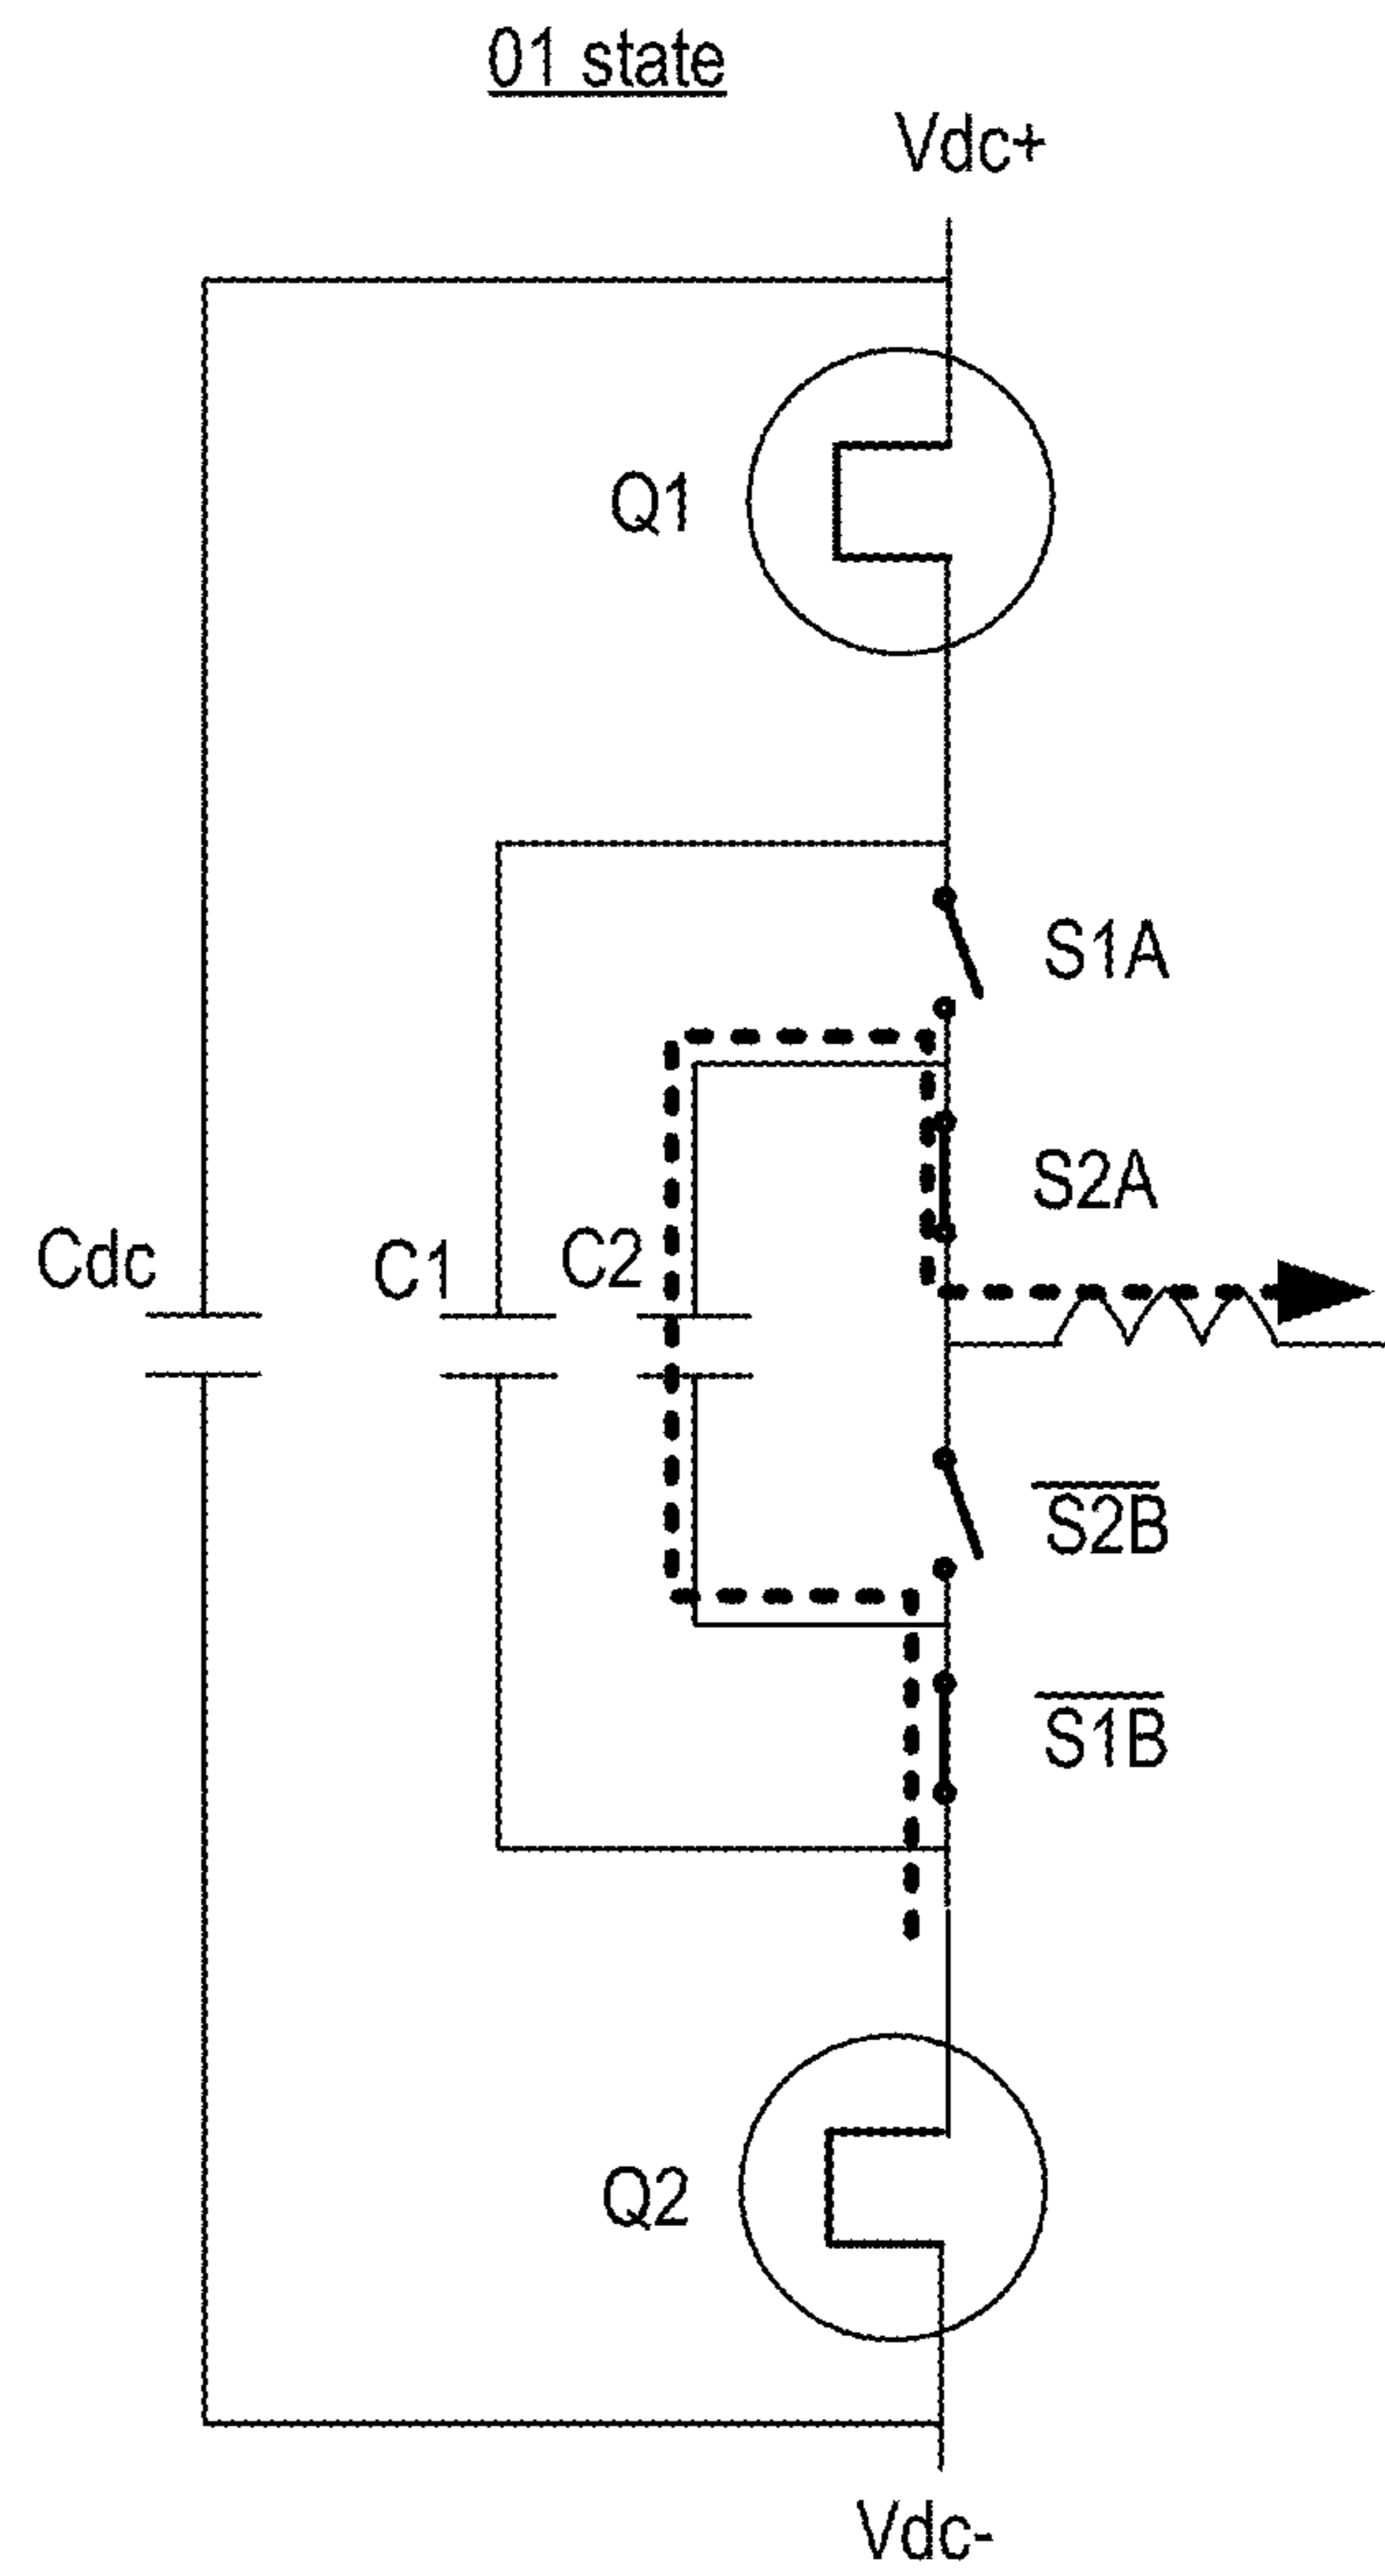 01 state
Vdc+
Q1
S1A
S2A
Cdc
C1
C2
S2B
S1B
Q2
Vdc-